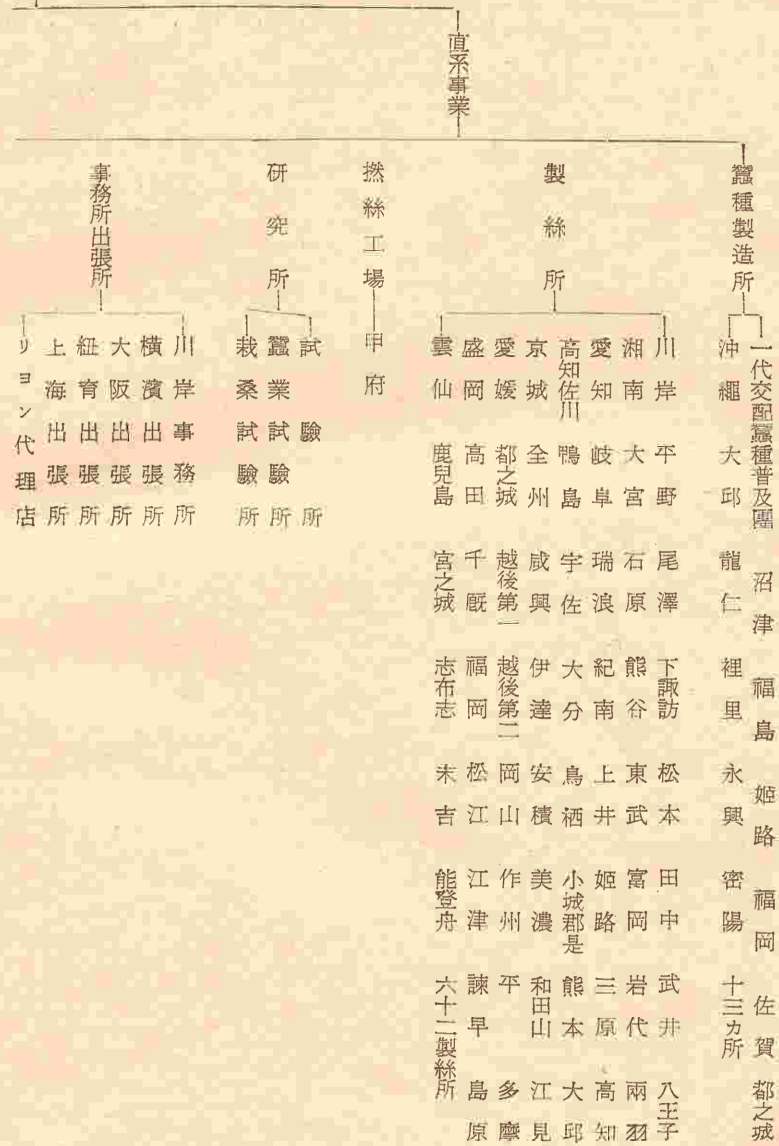 直系事業
蠶種製造所
一代交配蠶種普及團 沼津 福島 姬路 福岡 佐賀 都之城
沖繩 大邱 龍仁 裡里 永興 密陽 十三カ所
製絲所
川岸 平野 尾澤 下諏訪 松本 田中 武井 八王子
湘南 大宮 石原 熊谷 東武 富岡 岩代 兩羽
愛知 岐阜 瑞浪 紀南 上井 姬路 三原 高知
高知佐川 鴨島 宇佐 大分 鳥栖 小城郡是 熊本 大邱
京城 全州 咸興 伊達 安積 美濃 和田山 江見
愛媛 都之城 越後第一 越後第二 岡山 作州 平 多摩
盛岡 高田 千厩 福岡 松江 江津 諫早 島原
雲仙 鹿兒島 宮之城 志布志 末吉 能登舟 六十二製絲所
撚絲工場
甲府
研究所
試驗所
蠶業試驗所
栽桑試驗所
事務所出張所
川岸事務所
橫濱出張所
大阪出張所
紐育出張所
上海出張所
リヨン代理店